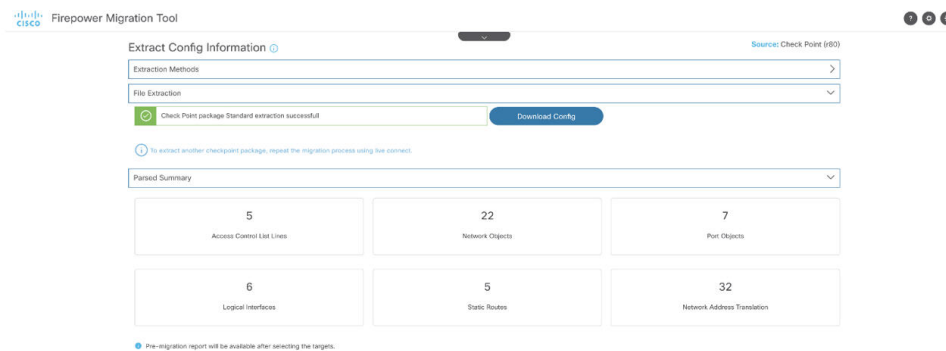 CISCO Firepower Migration Tool
Extract Config Information
Source: Check Point (r80)
Extraction Methods
File Extraction
Check Point package Standard extraction successfull
Download Config
To extract another checkpoint package, repeat the migration process using live connect.
Parsed Summary
5
Access Control List Lines
22
Network Objects
7
Port Objects
6
Logical Interfaces
5
Static Routes
32
Network Address Translation
Pre-migration report will be available after selecting the targets.